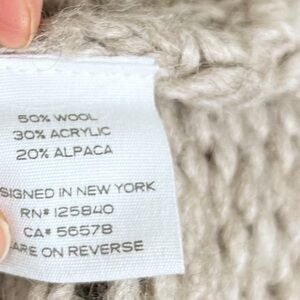 50% WOOL
30% ACRYLIC
20% ALPACA
SIGNED IN NEW YORK
RN# 125840
CA# 56578
ARE ON REVERSE